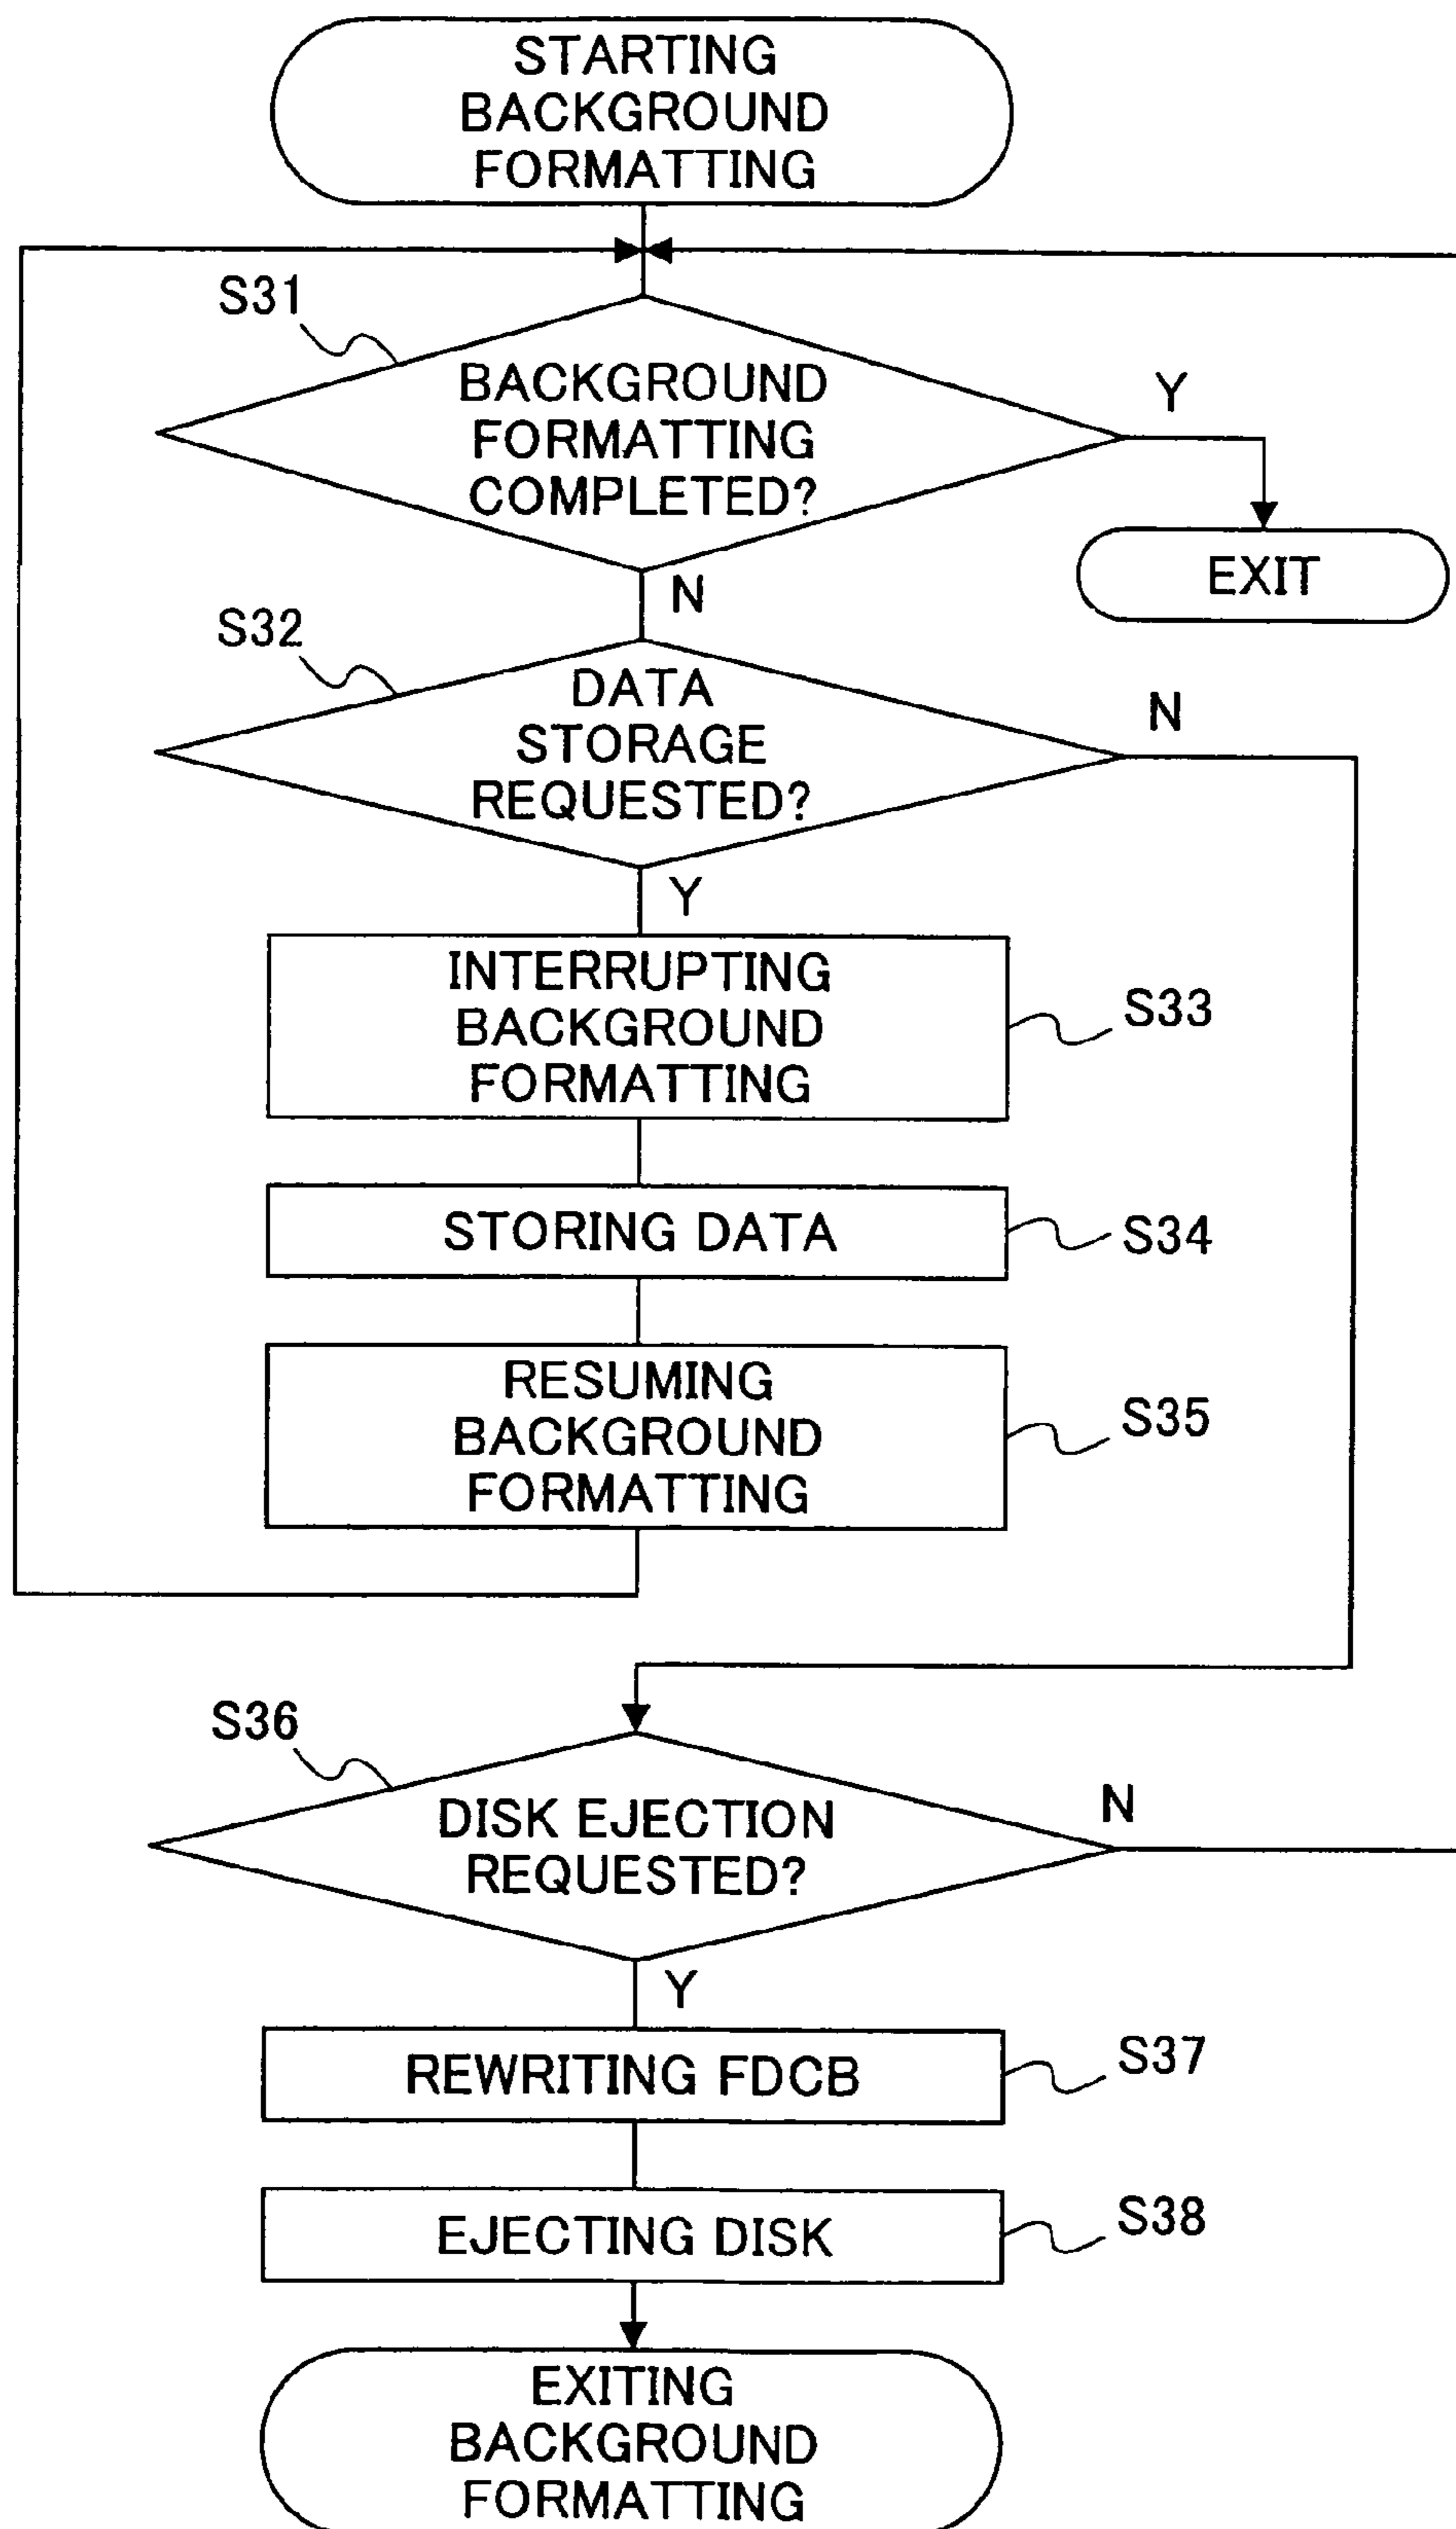 STARTING
BACKGROUND
FORMATTING
S31
BACKGROUND
FORMATTING
COMPLETED?
Y
EXIT
N
S32
DATA
STORAGE
REQUESTED?
N
Y
INTERRUPTING
BACKGROUND
FORMATTING
S33
STORING DATA
S34
RESUMING
BACKGROUND
FORMATTING
S35
S36
DISK EJECTION
REQUESTED?
N
Y
REWRITING FDCB
S37
EJECTING DISK
S38
EXITING
BACKGROUND
FORMATTING